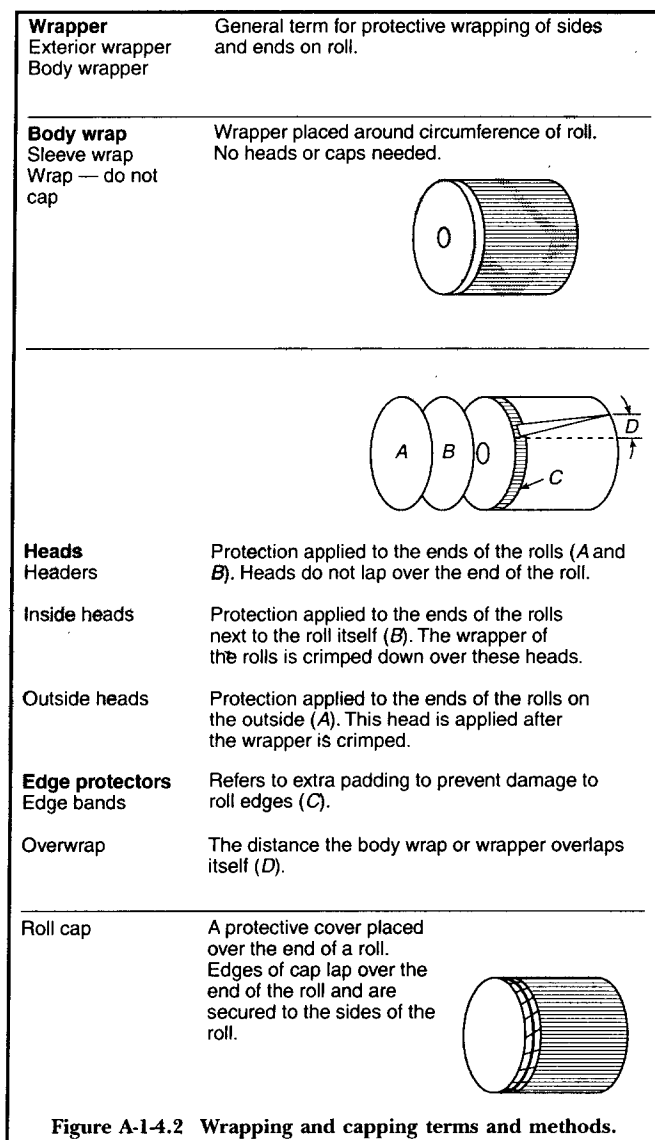 Wrapper General term for protective wrapping of sides
Exterior wrapper and ends on roll.
Body wrapper
Body wrap Wrapper placed around circumference of roll.
Sleeve wrap No heads or caps needed.
Wrap — do not
cap
A B C D
Heads Protection applied to the ends of the rolls (A and
Headers B). Heads do not lap over the end of the roll.
Inside heads Protection applied to the ends of the rolls
next to the roll itself (B). The wrapper of
the rolls is crimped down over these heads.
Outside heads Protection applied to the ends of the rolls on
the outside (A). This head is applied after
the wrapper is crimped.
Edge protectors Refers to extra padding to prevent damage to
Edge bands roll edges (C).
Overwrap The distance the body wrap or wrapper overlaps
itself (D).
Roll cap A protective cover placed
over the end of a roll.
Edges of cap lap over the
end of the roll and are
secured to the sides of the
roll.
Figure A-1-4.2 Wrapping and capping terms and methods.